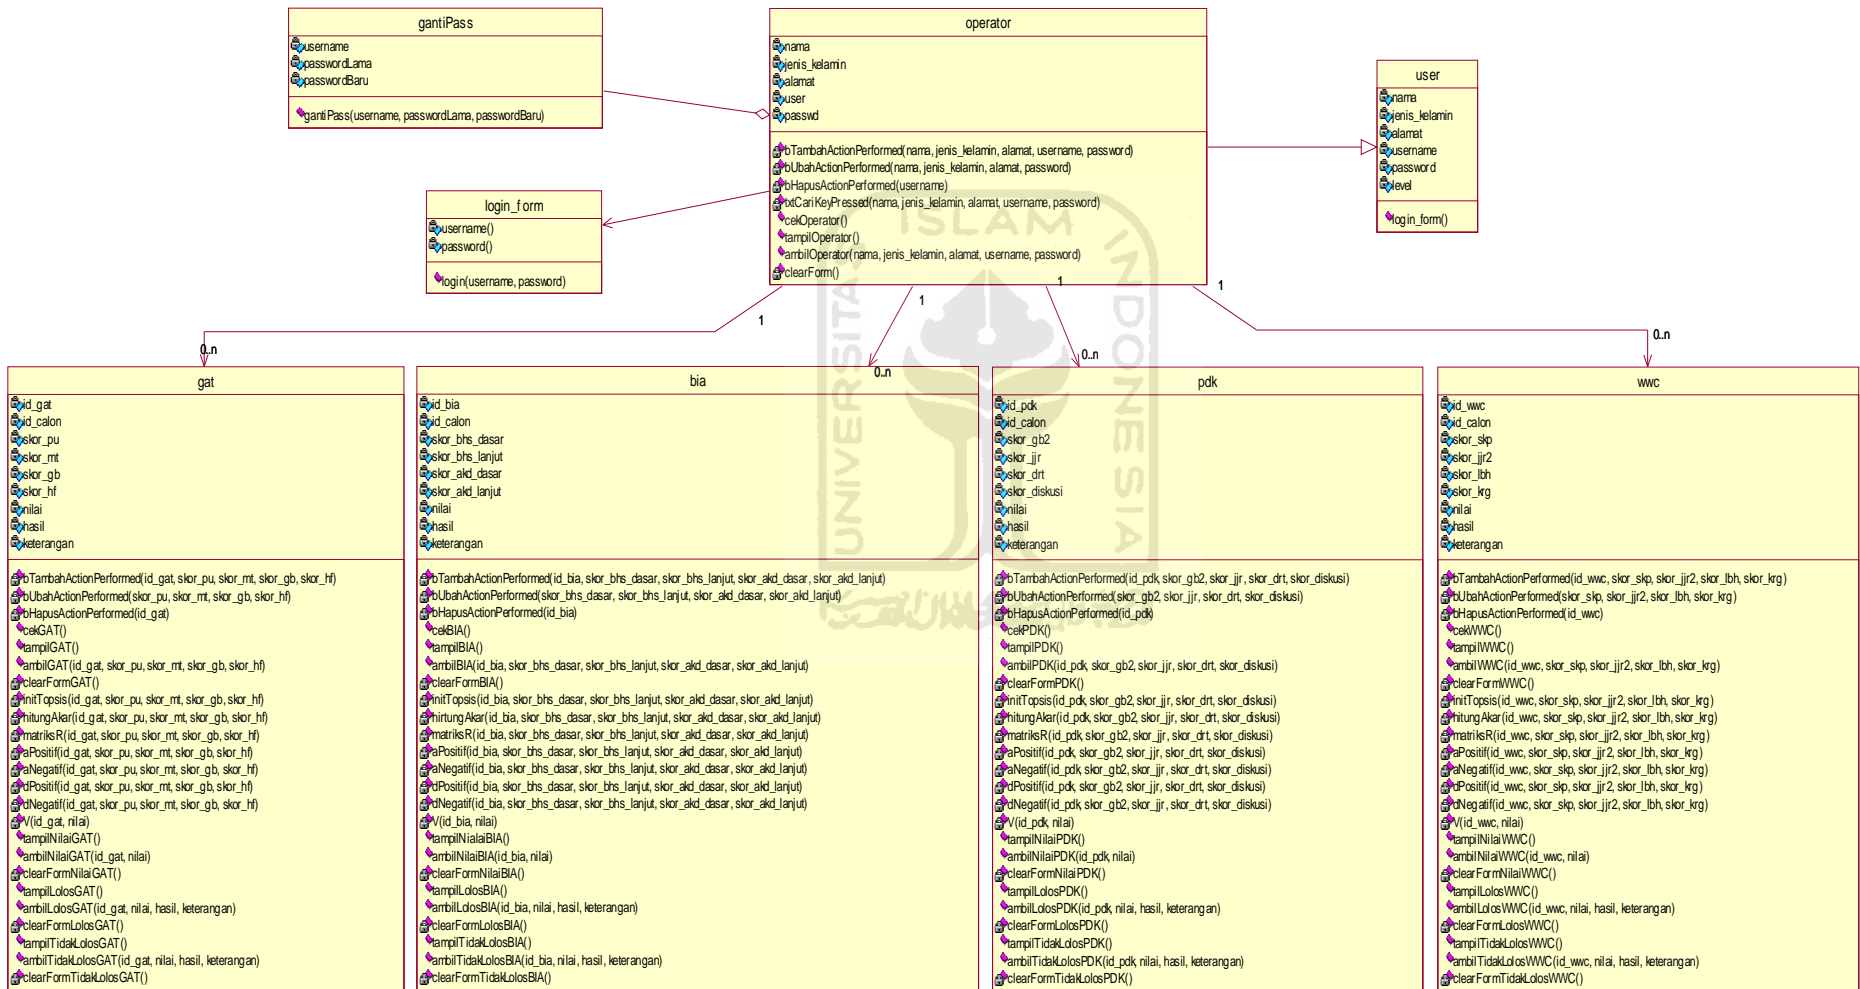 gantiPass
username
passwordLama
passwordBaru
gantiPass(username, passwordLama, passwordBaru)
operator
nama
jenis_kelamin
alamat
user
passwd
bTambahActionPerformed(nama, jenis_kelamin, alamat, username, password)
bUbahActionPerformed(nama, jenis_kelamin, alamat, password)
bHapusActionPerformed(username)
txtCariKeyPressed(nama, jenis_kelamin, alamat, username, password)
cekOperator()
tampilOperator()
ambilOperator(nama, jenis_kelamin, alamat, username, password)
clearForm()
user
nama
jenis_kelamin
alamat
username
password
level
login_form()
login_form
username()
password()
login(username, password)
1
0..n
1
0..n
1
0..n
1
0..n
UNIVERSITAS ISLAM INDONESIA
gat
id_gat
id_calon
skor_pu
skor_mt
skor_gb
skor_hf
nilai
hasil
keterangan
bTambahActionPerformed(id_gat, skor_pu, skor_mt, skor_gb, skor_hf)
bUbahActionPerformed(skor_pu, skor_mt, skor_gb, skor_hf)
bHapusActionPerformed(id_gat)
cekGAT()
tampilGAT()
ambilGAT(id_gat, skor_pu, skor_mt, skor_gb, skor_hf)
clearFormGAT()
initTopsis(id_gat, skor_pu, skor_mt, skor_gb, skor_hf)
hitungAkar(id_gat, skor_pu, skor_mt, skor_gb, skor_hf)
matriksR(id_gat, skor_pu, skor_mt, skor_gb, skor_hf)
aPositif(id_gat, skor_pu, skor_mt, skor_gb, skor_hf)
aNegatif(id_gat, skor_pu, skor_mt, skor_gb, skor_hf)
dPositif(id_gat, skor_pu, skor_mt, skor_gb, skor_hf)
dNegatif(id_gat, skor_pu, skor_mt, skor_gb, skor_hf)
V(id_gat, nilai)
tampilNilaiGAT()
ambilNilaiGAT(id_gat, nilai)
clearFormNilaiGAT()
tampilLolosGAT()
ambilLolosGAT(id_gat, nilai, hasil, keterangan)
clearFormLolosGAT()
tampilTidakLolosGAT()
ambilTidakLolosGAT(id_gat, nilai, hasil, keterangan)
clearFormTidakLolosGAT()
bia
id_bia
id_calon
skor_bhs_dasar
skor_bhs_lanjut
skor_akd_dasar
skor_akd_lanjut
nilai
hasil
keterangan
bTambahActionPerformed(id_bia, skor_bhs_dasar, skor_bhs_lanjut, skor_akd_dasar, skor_akd_lanjut)
bUbahActionPerformed(skor_bhs_dasar, skor_bhs_lanjut, skor_akd_dasar, skor_akd_lanjut)
bHapusActionPerformed(id_bia)
cekBIA()
tampilBIA()
ambilBIA(id_bia, skor_bhs_dasar, skor_bhs_lanjut, skor_akd_dasar, skor_akd_lanjut)
clearFormBIA()
initTopsis(id_bia, skor_bhs_dasar, skor_bhs_lanjut, skor_akd_dasar, skor_akd_lanjut)
hirtungAkar(id_bia, skor_bhs_dasar, skor_bhs_lanjut, skor_akd_dasar, skor_akd_lanjut)
matriksR(id_bia, skor_bhs_dasar, skor_bhs_lanjut, skor_akd_dasar, skor_akd_lanjut)
aPositif(id_bia, skor_bhs_dasar, skor_bhs_lanjut, skor_akd_dasar, skor_akd_lanjut)
aNegatif(id_bia, skor_bhs_dasar, skor_bhs_lanjut, skor_akd_dasar, skor_akd_lanjut)
dPositif(id_bia, skor_bhs_dasar, skor_bhs_lanjut, skor_akd_dasar, skor_akd_lanjut)
dNegatif(id_bia, skor_bhs_dasar, skor_bhs_lanjut, skor_akd_dasar, skor_akd_lanjut)
V(id_bia, nilai)
tampilNialaiBIA()
ambilNilaiBIA(id_bia, nilai)
clearFormNilaiBIA()
tampilLolosBIA()
ambilLolosBIA(id_bia, nilai, hasil, keterangan)
clearFormLolosBIA()
tampilTidakLolosBIA()
ambilTidakLolosBIA(id_bia, nilai, hasil, keterangan)
clearFormTidakLolosBIA()
pdk
id_pdk
id_calon
skor_gb2
skor_jjr
skor_drt
skor_diskusi
nilai
hasil
keterangan
bTambahActionPerformed(id_pdk, skor_gb2, skor_jjr, skor_drt, skor_diskusi)
bUbahActionPerformed(skor_gb2, skor_jjr, skor_drt, skor_diskusi)
bHapusActionPerformed(id_pdk)
cekPDK()
tampilPDK()
ambilPDK(id_pdk, skor_gb2, skor_jjr, skor_drt, skor_diskusi)
clearFormPDK()
initTopsis(id_pdk, skor_gb2, skor_jjr, skor_drt, skor_diskusi)
hitungAkar(id_pdk, skor_gb2, skor_jjr, skor_drt, skor_diskusi)
matriksR(id_pdk, skor_gb2, skor_jjr, skor_drt, skor_diskusi)
aPositif(id_pdk, skor_gb2, skor_jjr, skor_drt, skor_diskusi)
aNegatif(id_pdk, skor_gb2, skor_jjr, skor_drt, skor_diskusi)
dPositif(id_pdk, skor_gb2, skor_jjr, skor_drt, skor_diskusi)
dNegatif(id_pdk, skor_gb2, skor_jjr, skor_drt, skor_diskusi)
V(id_pdk, nilai)
tampilNilaiPDK()
ambilNilaiPDK(id_pdk, nilai)
clearFormNilaiPDK()
tampilLolosPDK()
ambilLolosPDK(id_pdk, nilai, hasil, keterangan)
clearFormLolosPDK()
tampilTidakLolosPDK()
ambilTidakLolosPDK(id_pdk, nilai, hasil, keterangan)
clearFormTidakLolosPDK()
wwc
id_wwc
id_calon
skor_skp
skor_jjr2
skor_lbh
skor_krg
nilai
hasil
keterangan
bTambahActionPerformed(id_wwc, skor_skp, skor_jjr2, skor_lbh, skor_krg)
bUbahActionPerformed(skor_skp, skor_jjr2, skor_lbh, skor_krg)
bHapusActionPerformed(id_wwc)
cekWWC()
tampilWWC()
ambilWWC(id_wwc, skor_skp, skor_jjr2, skor_lbh, skor_krg)
clearFormWWC()
initTopsis(id_wwc, skor_skp, skor_jjr2, skor_lbh, skor_krg)
hitungAkar(id_wwc, skor_skp, skor_jjr2, skor_lbh, skor_krg)
matriksR(id_wwc, skor_skp, skor_jjr2, skor_lbh, skor_krg)
aPositif(id_wwc, skor_skp, skor_jjr2, skor_lbh, skor_krg)
aNegatif(id_wwc, skor_skp, skor_jjr2, skor_lbh, skor_krg)
dPositif(id_wwc, skor_skp, skor_jjr2, skor_lbh, skor_krg)
dNegatif(id_wwc, skor_skp, skor_jjr2, skor_lbh, skor_krg)
V(id_wwc, nilai)
tampilNilaiWWC()
ambilNilaiWWC(id_wwc, nilai)
clearFormNilaiWWC()
tampilLolosWWC()
ambilLolosWWC(id_wwc, nilai, hasil, keterangan)
clearFormLolosWWC()
tampilTidakLolosWWC()
ambilTidakLolosWWC(id_wwc, nilai, hasil, keterangan)
clearFormTidakLolosWWC()